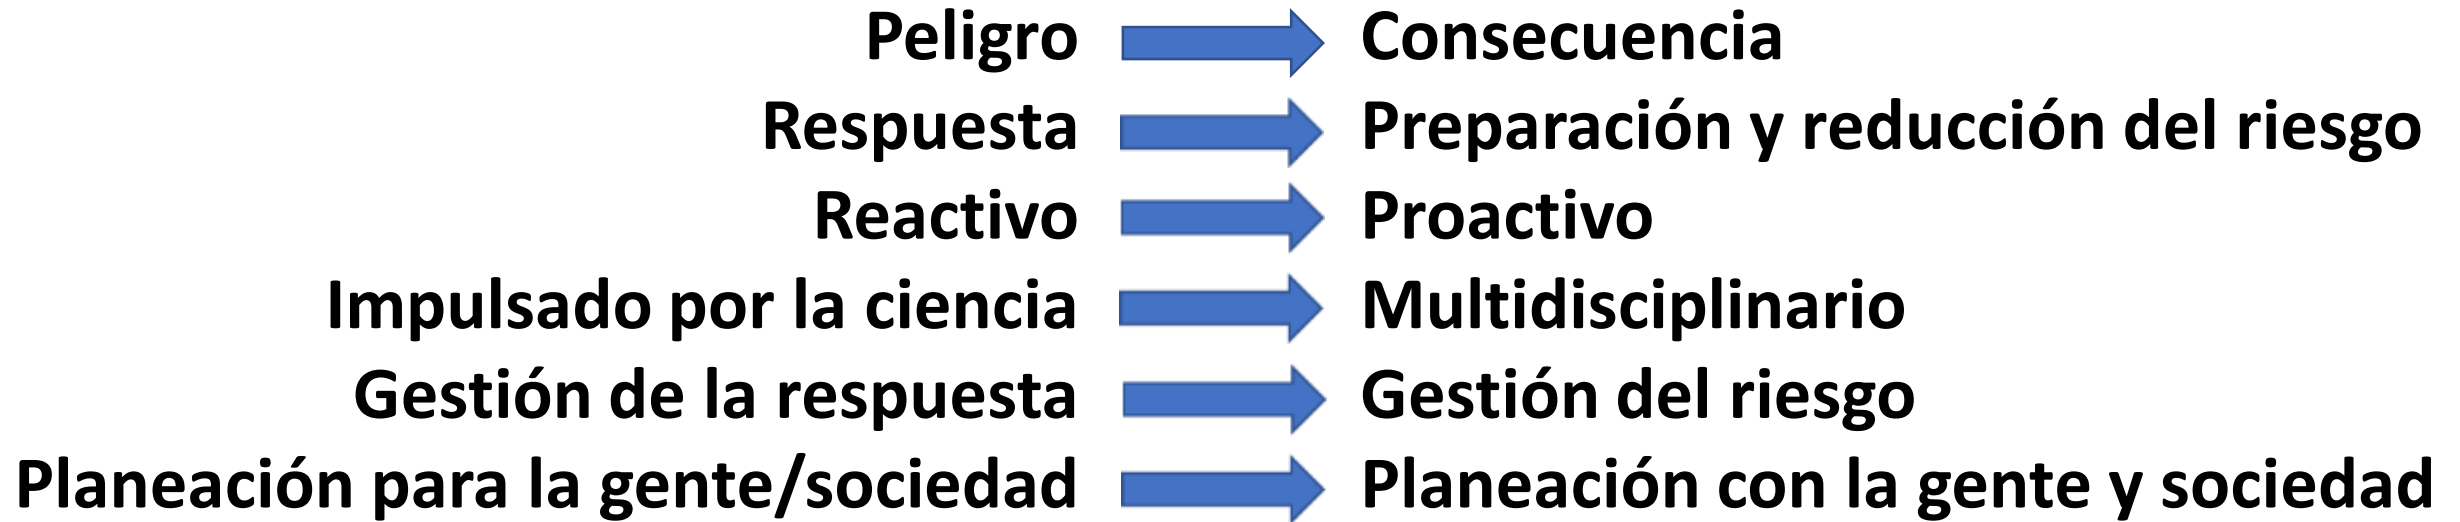 Peligro Consecuencia
Respuesta Preparación y reducción del riesgo
Reactivo Proactivo
Impulsado por la ciencia Multidisciplinario
Gestión de la respuesta Gestión del riesgo
Planeación para la gente/sociedad Planeación con la gente y sociedad